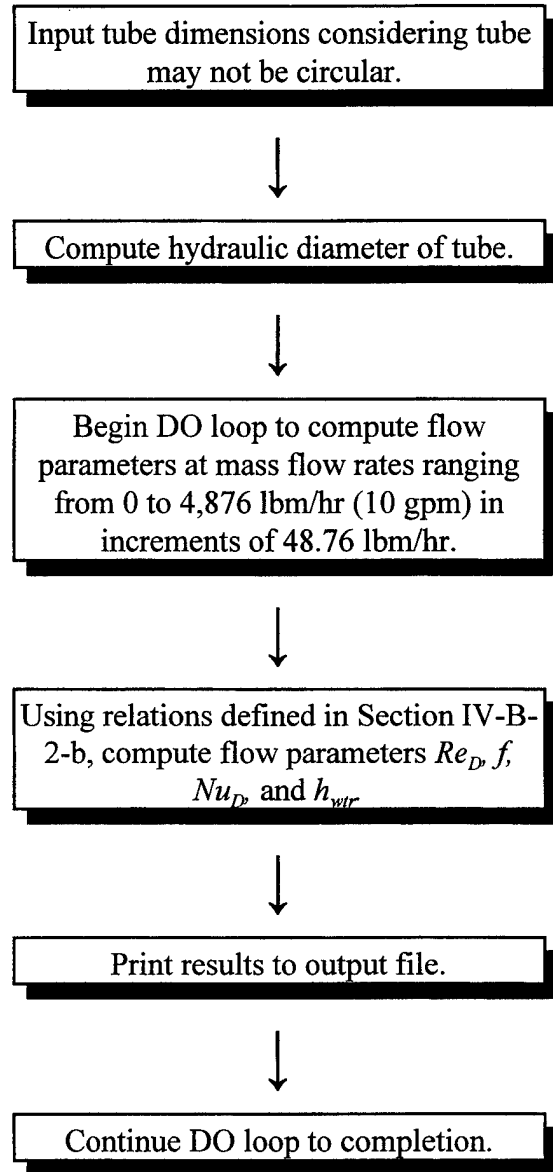 Input tube dimensions considering tube
may not be circular.
Compute hydraulic diameter of tube.
Begin DO loop to compute flow
parameters at mass flow rates ranging
from 0 to 4,876 lbm/hr (10 gpm) in
increments of 48.76 lbm/hr.
Using relations defined in Section IV-B-
2-b, compute flow parameters Re_D, f,
Nu_D, and h_wtr.
Print results to output file.
Continue DO loop to completion.